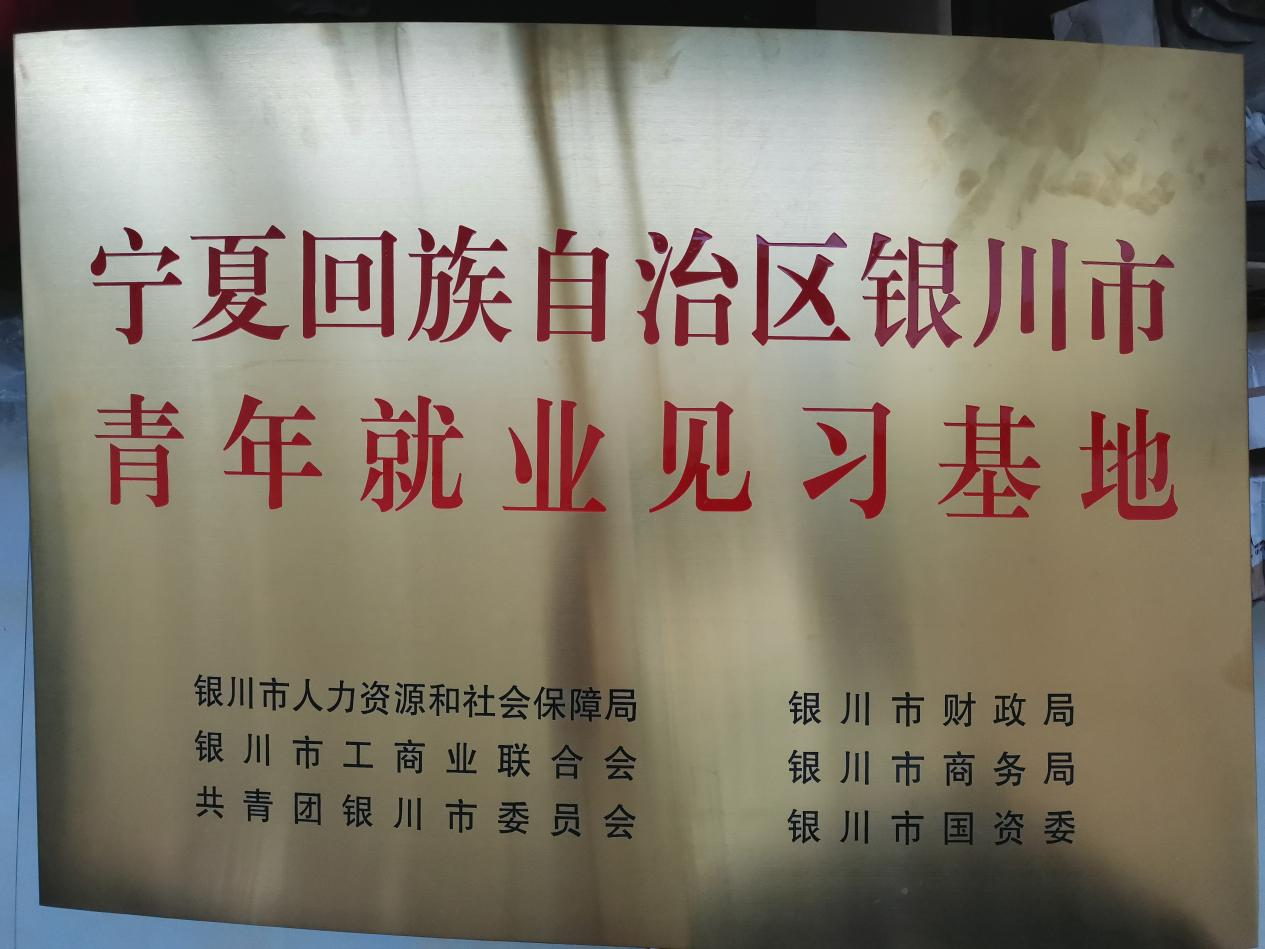 宁夏回族自治区银川市
青年就业见习基地
银川市人力资源和社会保障局
银川市工商业联合会
共青团银川市委员会
银川市财政局
银川市商务局
银川市国资委